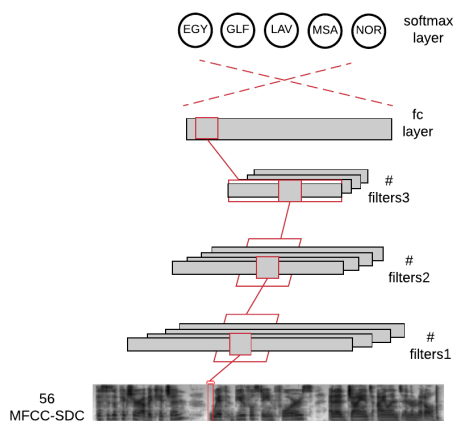 EGY GLF LAV MSA NOR
softmax
layer
fc
layer
#
filters3
#
filters2
#
filters1
56
MFCC-SDC